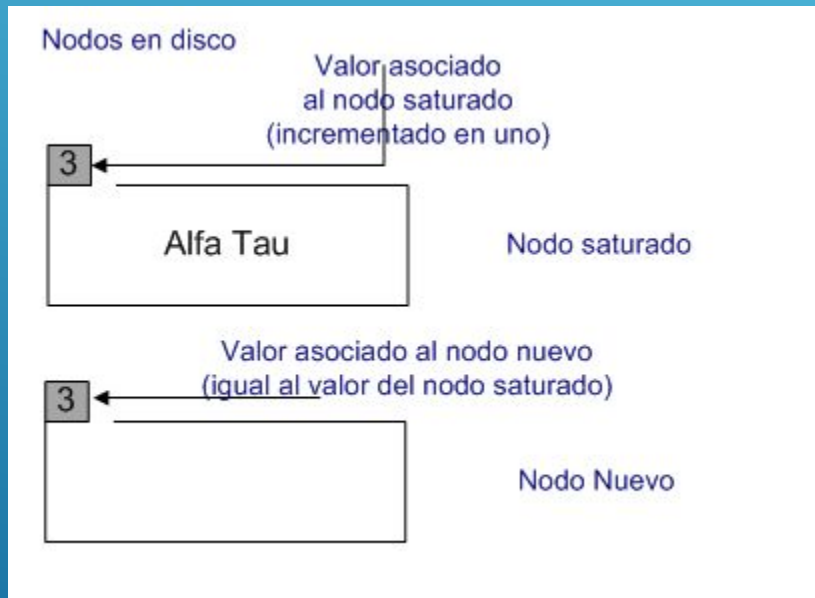 Nodos en disco
Valor asociado
al nodo saturado
(incrementado en uno)
3
Alfa Tau
Nodo saturado
Valor asociado al nodo nuevo
(igual al valor del nodo saturado)
3
Nodo Nuevo